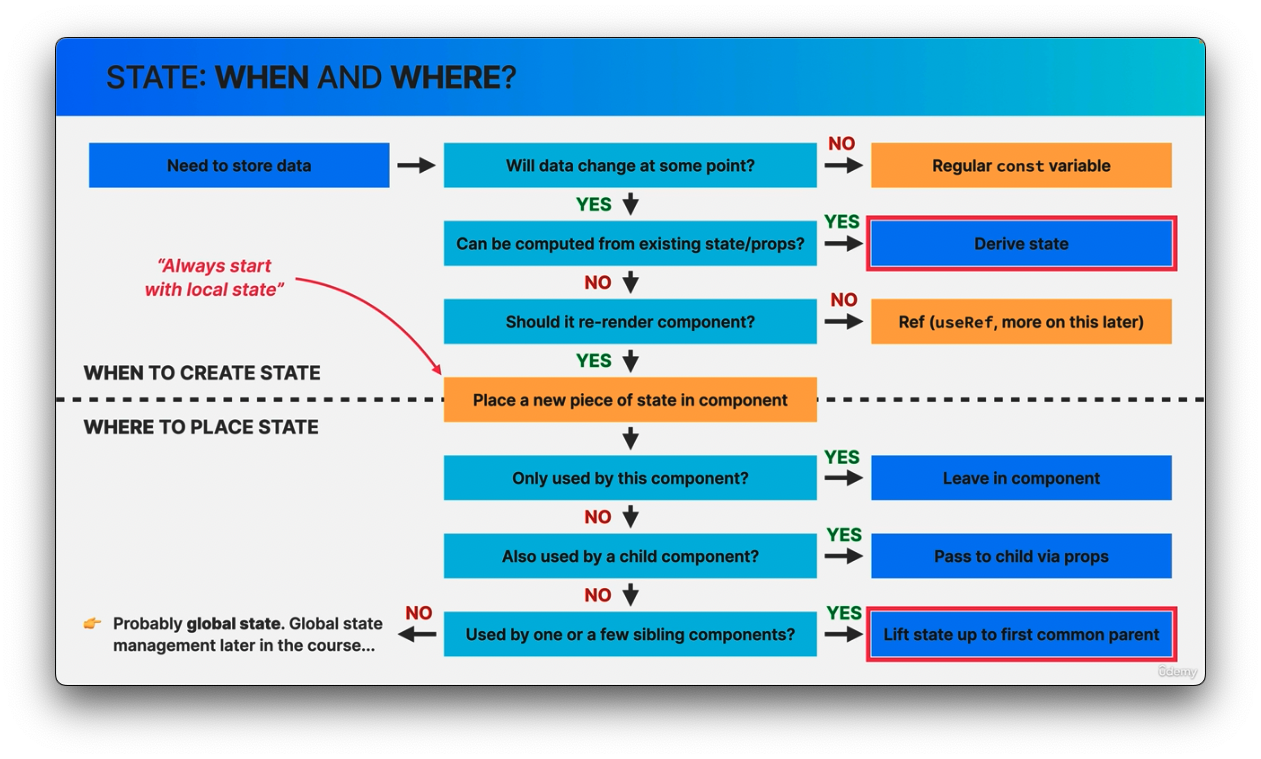 STATE: WHEN AND WHERE?
Need to store data
Will data change at some point?
NO
Regular const variable
YES
Can be computed from existing state/props?
YES
Derive state
“Always start
with local state”
NO
Should it re-render component?
NO
Ref (useRef, more on this later)
YES
WHEN TO CREATE STATE
Place a new piece of state in component
WHERE TO PLACE STATE
Only used by this component?
YES
Leave in component
NO
Also used by a child component?
YES
Pass to child via props
NO
Used by one or a few sibling components?
YES
Lift state up to first common parent
NO
👉 Probably global state. Global state
management later in the course...
ûdemy